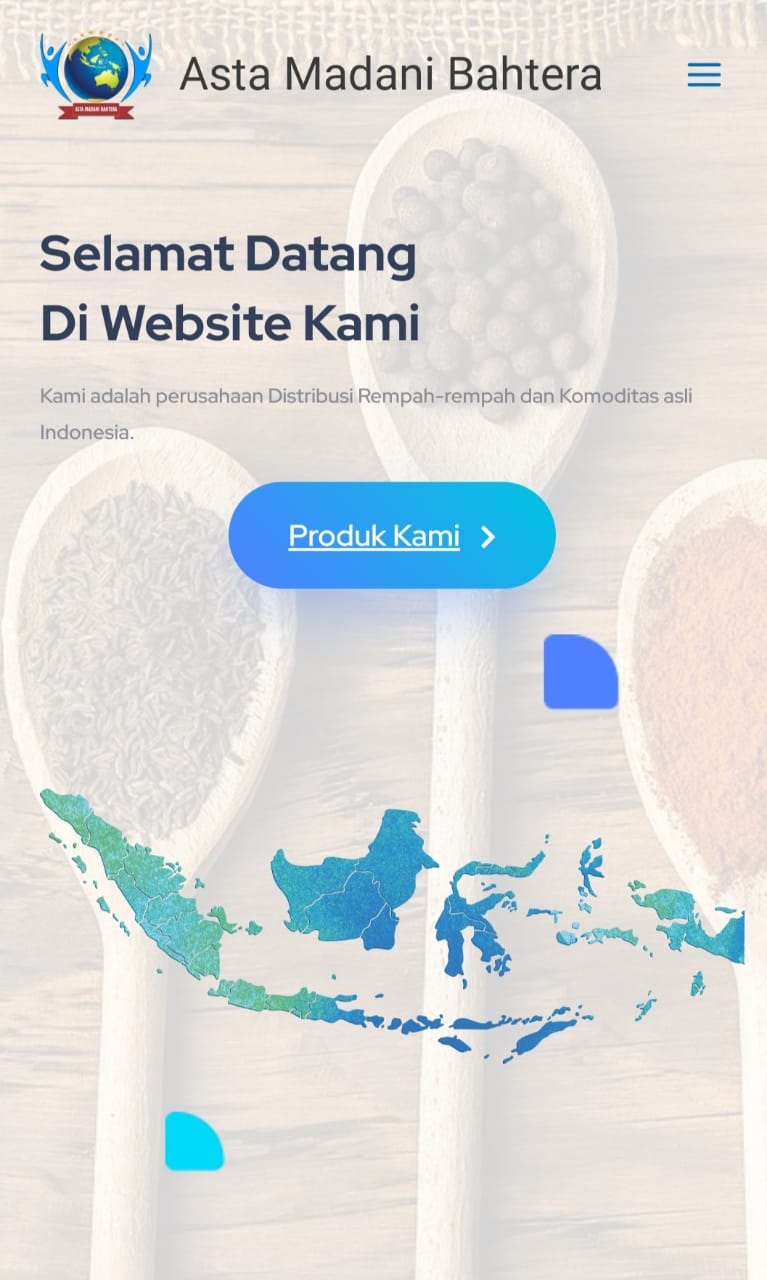 Asta Madani Bahtera
ASTA MADANI BAHTERA
Selamat Datang
Di Website Kami
Kami adalah perusahaan Distribusi Rempah-rempah dan Komoditas asli
Indonesia.
Produk Kami